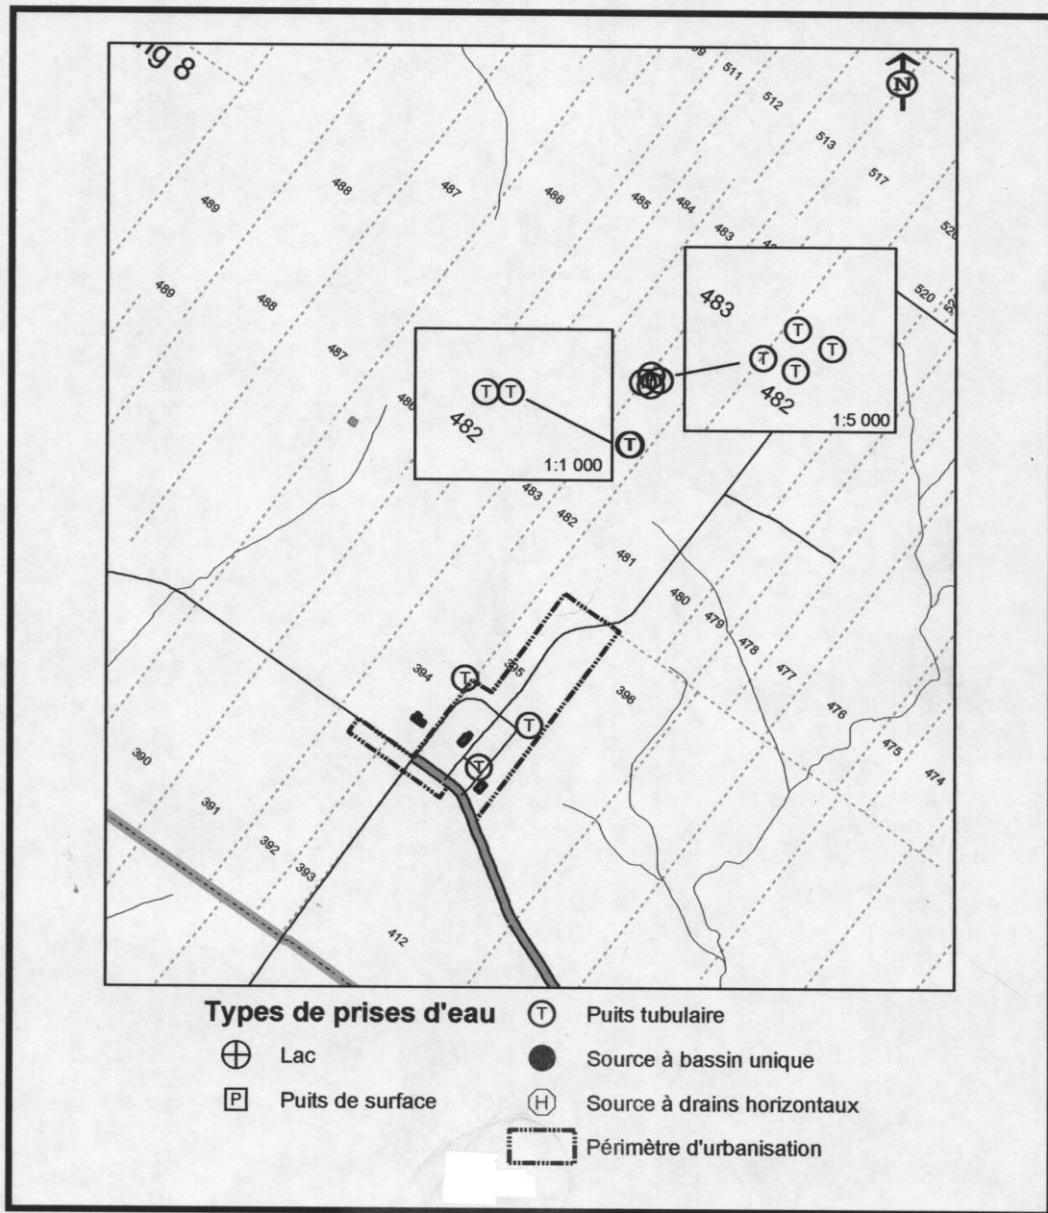 ng 8
N
511
512
513
517
489
488
487
486
485
484
483
489
488
487
486
520
483
T
T
T
T
482
1:5 000
T T
482
1:1 000
T
483
482
481
480
479
478
477
476
475
474
394
395
396
T
T
T
390
391
392
393
412
Types de prises d'eau
Lac
P Puits de surface
T Puits tubulaire
Source à bassin unique
H Source à drains horizontaux
Périmètre d'urbanisation